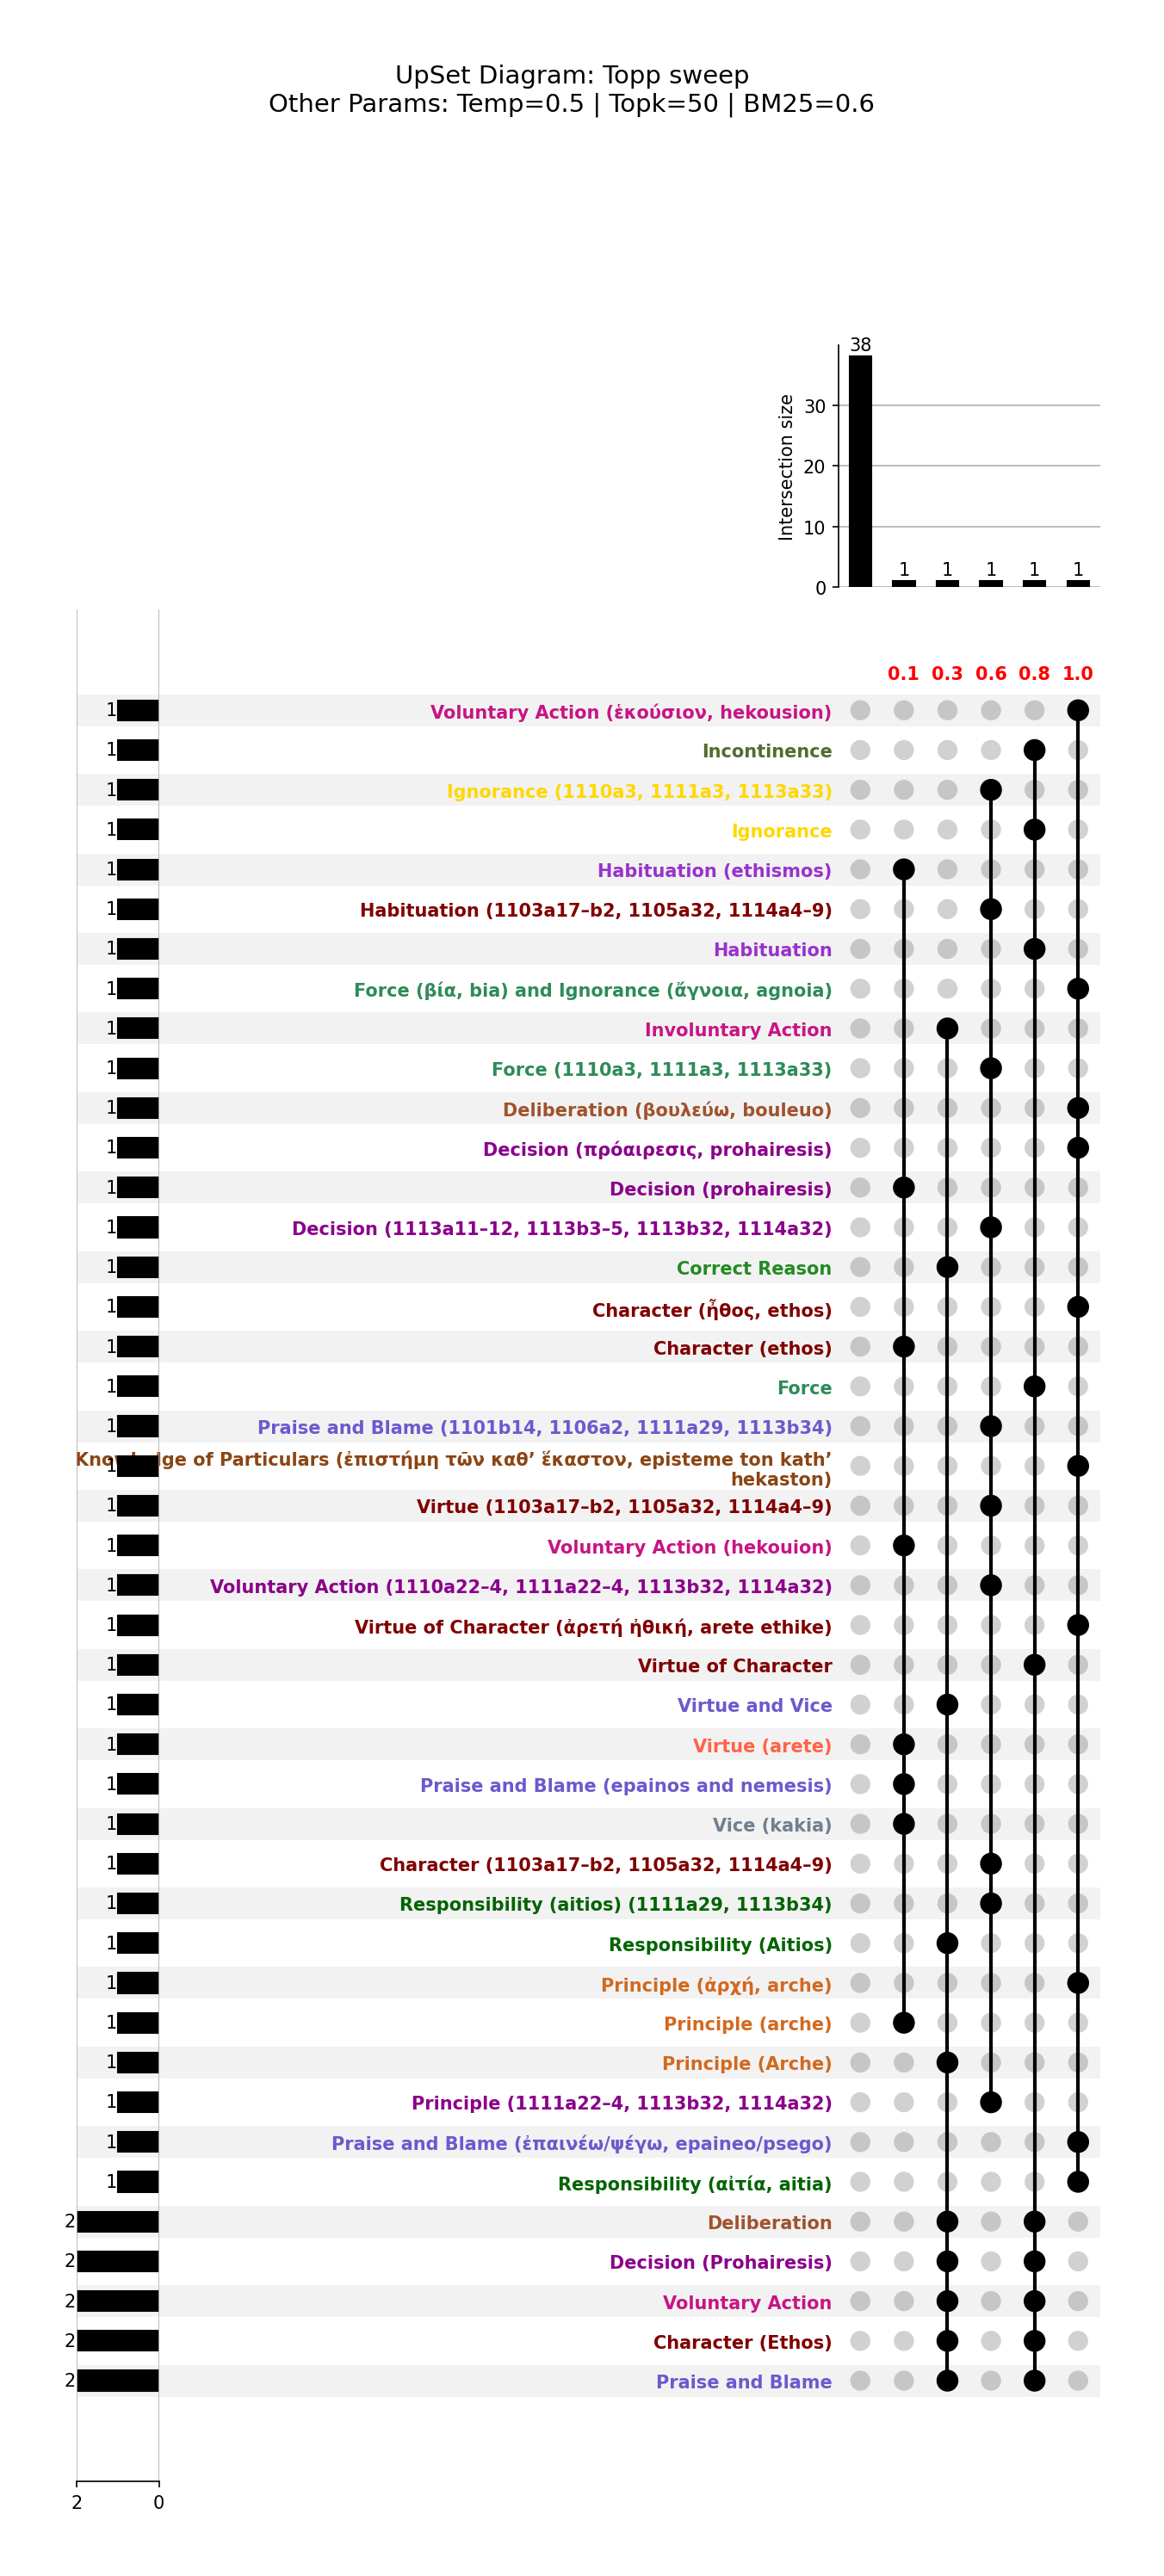 UpSet Diagram: Topp sweep
Other Params: Temp=0.5 | Topk=50 | BM25=0.6
38
30
20
10
0
Intersection size
1 1 1 1 1
0.1 0.3 0.6 0.8 1.0
1 Voluntary Action (ἑκούσιον, hekousion)
1 Incontinence
1 Ignorance (1110a3, 1111a3, 1113a33)
1 Ignorance
1 Habituation (ethismos)
1 Habituation (1103a17–b2, 1105a32, 1114a4–9)
1 Habituation
1 Force (βία, bia) and Ignorance (ἄγνοια, agnoia)
1 Involuntary Action
1 Force (1110a3, 1111a3, 1113a33)
1 Deliberation (βουλεύω, bouleuo)
1 Decision (πρόαιρεσις, prohairesis)
1 Decision (prohairesis)
1 Decision (1113a11–12, 1113b3–5, 1113b32, 1114a32)
1 Correct Reason
1 Character (ἦθος, ethos)
1 Character (ethos)
1 Force
1 Praise and Blame (1101b14, 1106a2, 1111a29, 1113b34)
1 Knowledge of Particulars (ἐπιστήμη τῶν καθ’ ἕκαστον, episteme ton kath’
hekaston)
1 Virtue (1103a17–b2, 1105a32, 1114a4–9)
1 Voluntary Action (hekouion)
1 Voluntary Action (1110a22–4, 1111a22–4, 1113b32, 1114a32)
1 Virtue of Character (ἀρετή ἠθική, arete ethike)
1 Virtue of Character
1 Virtue and Vice
1 Virtue (arete)
1 Praise and Blame (epainos and nemesis)
1 Vice (kakia)
1 Character (1103a17–b2, 1105a32, 1114a4–9)
1 Responsibility (aitios) (1111a29, 1113b34)
1 Responsibility (Aitios)
1 Principle (ἀρχή, arche)
1 Principle (arche)
1 Principle (Arche)
1 Principle (1111a22–4, 1113b32, 1114a32)
1 Praise and Blame (ἐπαινέω/ψέγω, epaineo/psego)
1 Responsibility (αἰτία, aitia)
2 Deliberation
2 Decision (Prohairesis)
2 Voluntary Action
2 Character (Ethos)
2 Praise and Blame
2 0